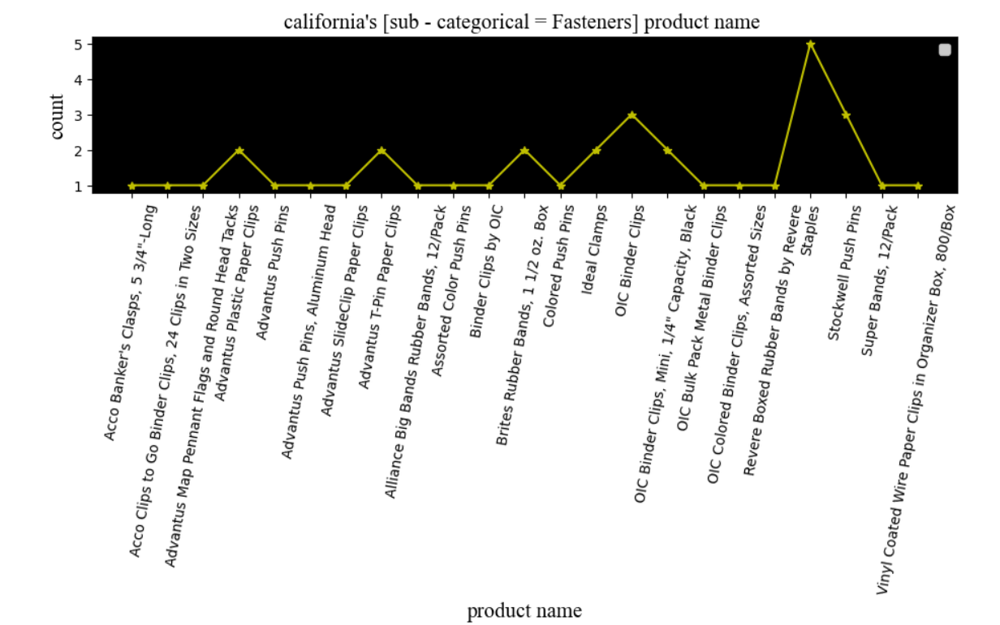 california's [sub - categorical = Fasteners] product name
count
5
4
3
2
1
Acco Banker's Clasps, 5 3/4"-Long
Acco Clips to Go Binder Clips, 24 Clips in Two Sizes
Advantus Map Pennant Flags and Round Head Tacks
Advantus Plastic Paper Clips
Advantus Push Pins
Advantus Push Pins, Aluminum Head
Advantus SlideClip Paper Clips
Advantus T-Pin Paper Clips
Alliance Big Bands Rubber Bands, 12/Pack
Assorted Color Push Pins
Binder Clips by OIC
Brites Rubber Bands, 1 1/2 oz. Box
Colored Push Pins
Ideal Clamps
OIC Binder Clips
OIC Binder Clips, Mini, 1/4" Capacity, Black
OIC Bulk Pack Metal Binder Clips
OIC Colored Binder Clips, Assorted Sizes
Revere Boxed Rubber Bands by Revere
Staples
Stockwell Push Pins
Super Bands, 12/Pack
Vinyl Coated Wire Paper Clips in Organizer Box, 800/Box
product name